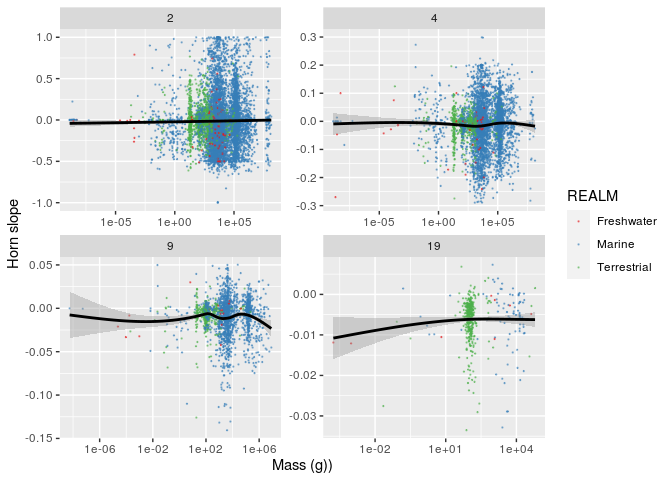 2
4
1.0
0.5
0.0
-0.5
-1.0
0.3
0.2
0.1
0.0
-0.1
-0.2
-0.3
1e-05
1e+00
1e+05
1e-05
1e+00
1e+05
Horn slope
9
19
0.05
0.00
-0.05
-0.10
-0.15
0.00
-0.01
-0.02
-0.03
1e-06
1e-02
1e+02
1e+06
1e-02
1e+01
1e+04
Mass (g))
REALM
Freshwater
Marine
Terrestrial